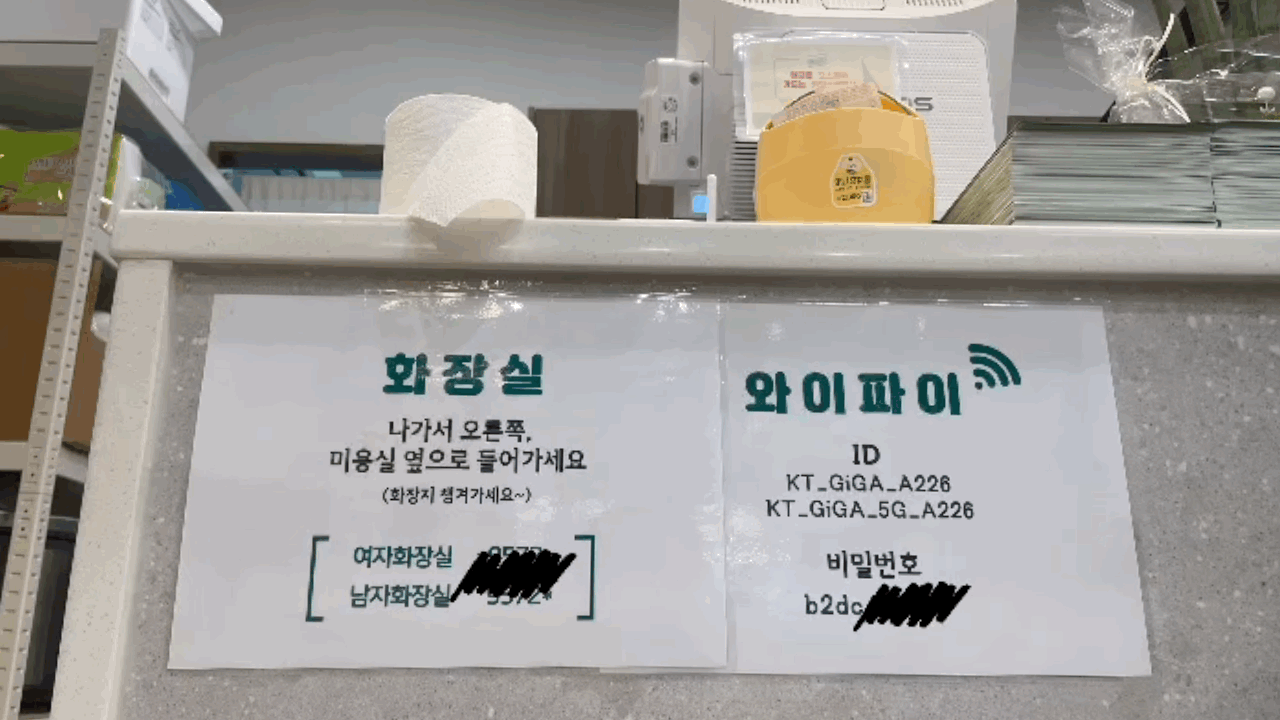 화장실
나가서 오른쪽,
미용실 옆으로 들어가세요
(화장지 챙겨가세요~)
여자화장실
남자화장실
와이파이
ID
KT_GiGA_A226
KT_GiGA_5G_A226
비밀번호
b2dc